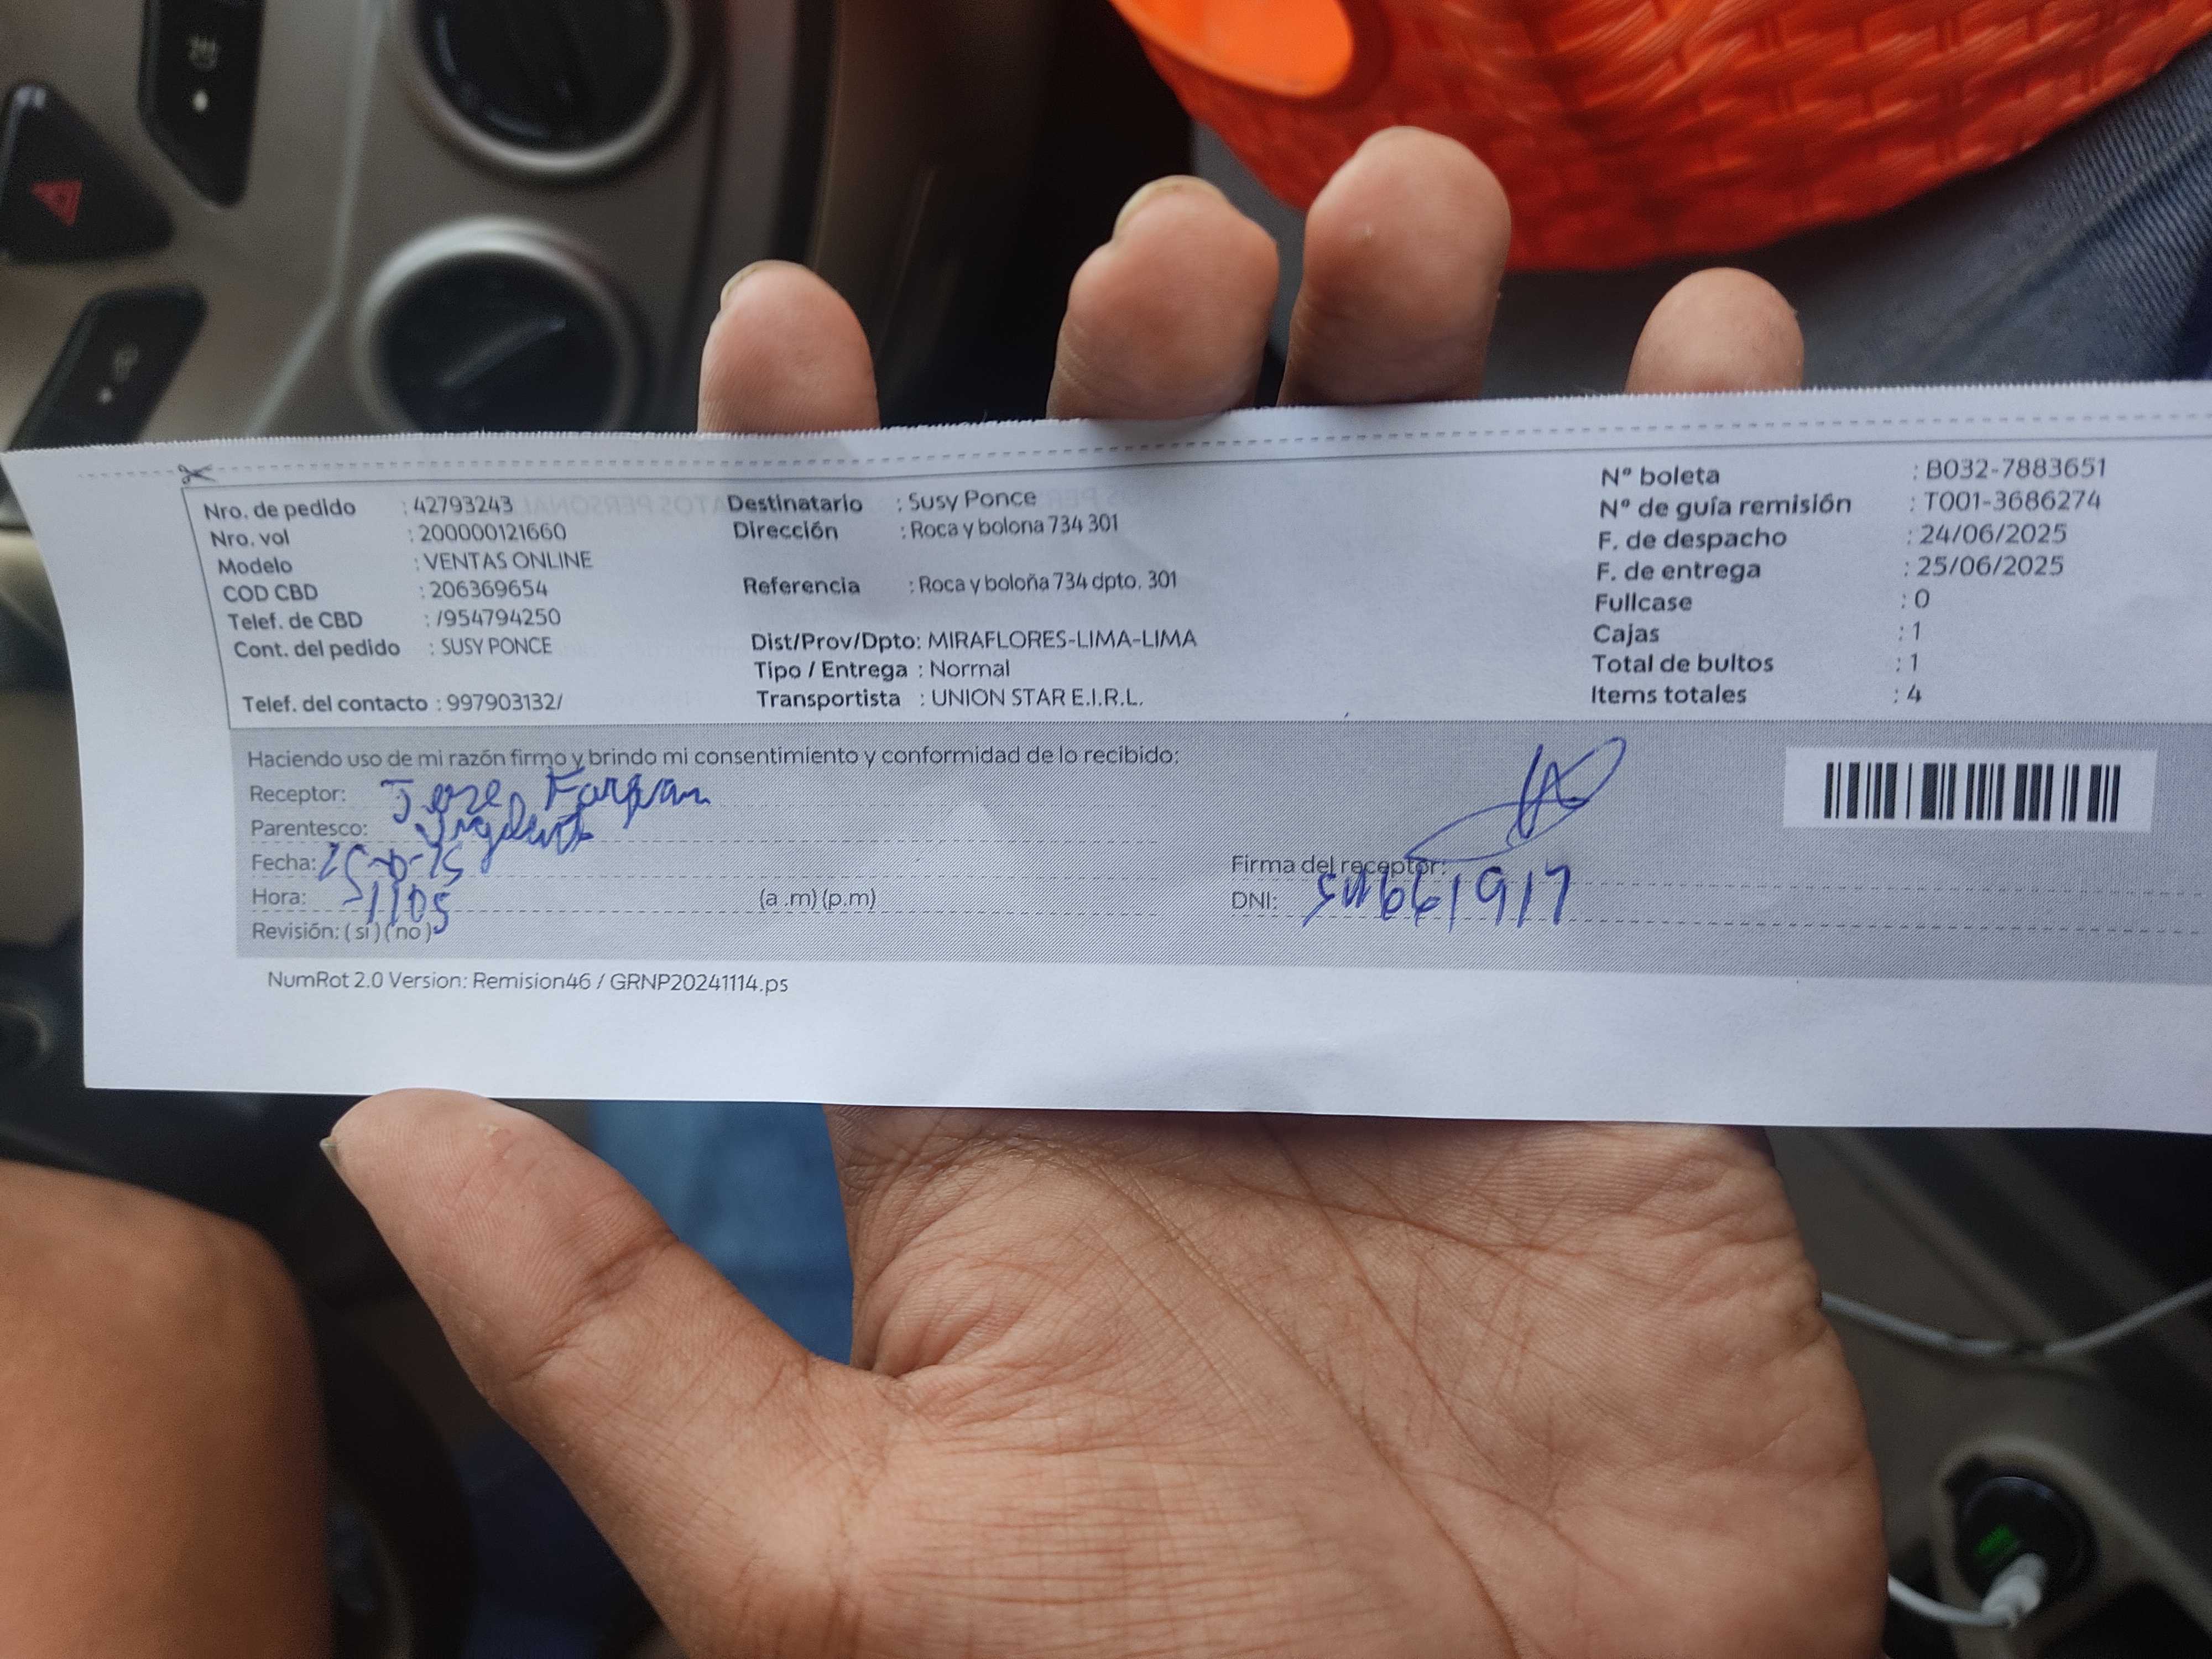 Nro. de pedido : 42793243
Nro. vol : 200000121660
Modelo : VENTAS ONLINE
COD CBD : 206369654
Telef. de CBD : /954794250
Cont. del pedido : SUSY PONCE
Telef. del contacto : 997903132/
Destinatario : Susy Ponce
Dirección : Roca y bolona 734 301
Referencia : Roca y boloña 734 dpto. 301
Dist/Prov/Dpto: MIRAFLORES-LIMA-LIMA
Tipo / Entrega : Normal
Transportista : UNION STAR E.I.R.L.
Nº boleta : B032-7883651
Nº de guía remisión : T001-3686274
F. de despacho : 24/06/2025
F. de entrega : 25/06/2025
Fullcase : 0
Cajas : 1
Total de bultos : 1
Items totales : 4
Haciendo uso de mi razón firmo y brindo mi consentimiento y conformidad de lo recibido:
Receptor: Jose
Parentesco:
Fecha:
Hora: 1105 (a .m) (p.m)
Revisión: ( si ) ( no )
Firma del receptor:
DNI:
NumRot 2.0 Version: Remision46 / GRNP20241114.ps